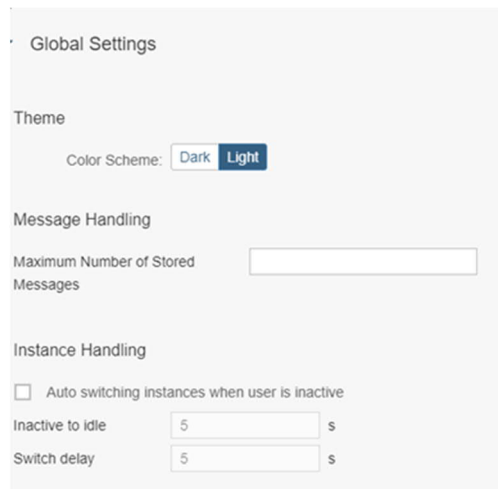 Global Settings
Theme
Color Scheme: Dark Light
Message Handling
Maximum Number of Stored
Messages
Instance Handling
Auto switching instances when user is inactive
Inactive to idle 5 s
Switch delay 5 s